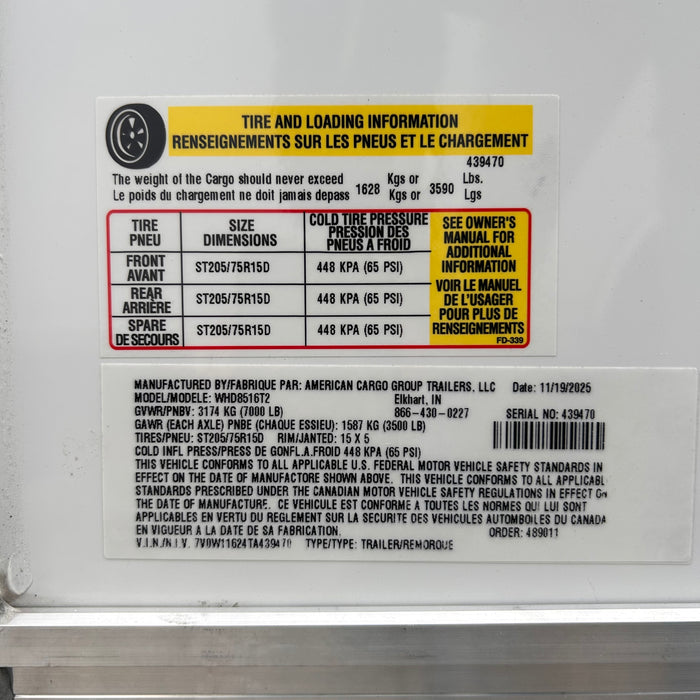 TIRE AND LOADING INFORMATION
RENSEIGNEMENTS SUR LES PNEUS ET LE CHARGEMENT
439470
The weight of the Cargo should never exceed 1628 Kgs or 3590 Lbs.
Le poids du chargement ne doit jamais depass Kgs or Lgs
TIRE PNEU
SIZE DIMENSIONS
COLD TIRE PRESSURE
PRESSION DES
PNEUS A FROID
FRONT AVANT ST205/75R15D 448 KPA (65 PSI)
REAR ARRIÈRE ST205/75R15D 448 KPA (65 PSI)
SPARE DE SECOURS ST205/75R15D 448 KPA (65 PSI)
SEE OWNER'S
MANUAL FOR
ADDITIONAL
INFORMATION
VOIR LE MANUEL
DE L'USAGER
POUR PLUS DE
RENSEIGNEMENTS
FD-339
MANUFACTURED BY/FABRIQUE PAR: AMERICAN CARGO GROUP TRAILERS, LLC Date: 11/19/2025
MODEL/MODELE: WHD8516T2 Elkhart, IN
GVWR/PNBV: 3174 KG (7000 LB) 866-430-0227 SERIAL NO: 439470
GAWR (EACH AXLE) PNBE (CHAQUE ESSIEU): 1587 KG (3500 LB)
TIRES/PNEU: ST205/75R15D RIM/JANTED: 15 X 5
COLD INFL PRESS/PRESS DE GONFL.A.FROID 448 KPA (65 PSI)
THIS VEHICLE CONFORMS TO ALL APPLICABLE U.S. FEDERAL MOTOR VEHICLE SAFETY STANDARDS IN
EFFECT ON THE DATE OF MANUFACTORE SHOWN ABOVE. THIS VEHICLE CONFORMS TO ALL APPLICABL
STANDARDS PRESCRIBED UNDER THE CANADIAN MOTOR VEHICLE SAFETY REGULATIONS IN EFFECT ON
THE DATE OF MANUFACTURE. CE VEHICULE EST CONFORME A TOUTES LES NORMES QUI LUI SONT
APPLICABLES EN VERTU DU REGLEMENT SUR LA SECURITE DES VEHICULES AUTOMBOILES DU CANADA
EN VIGUEUR A LA DATE DE SA FABRICATION. ORDER: 489011
V.I.N./N.I.V. 7V0W11624TA439470 TYPE/TYPE: TRAILER/REMORQUE